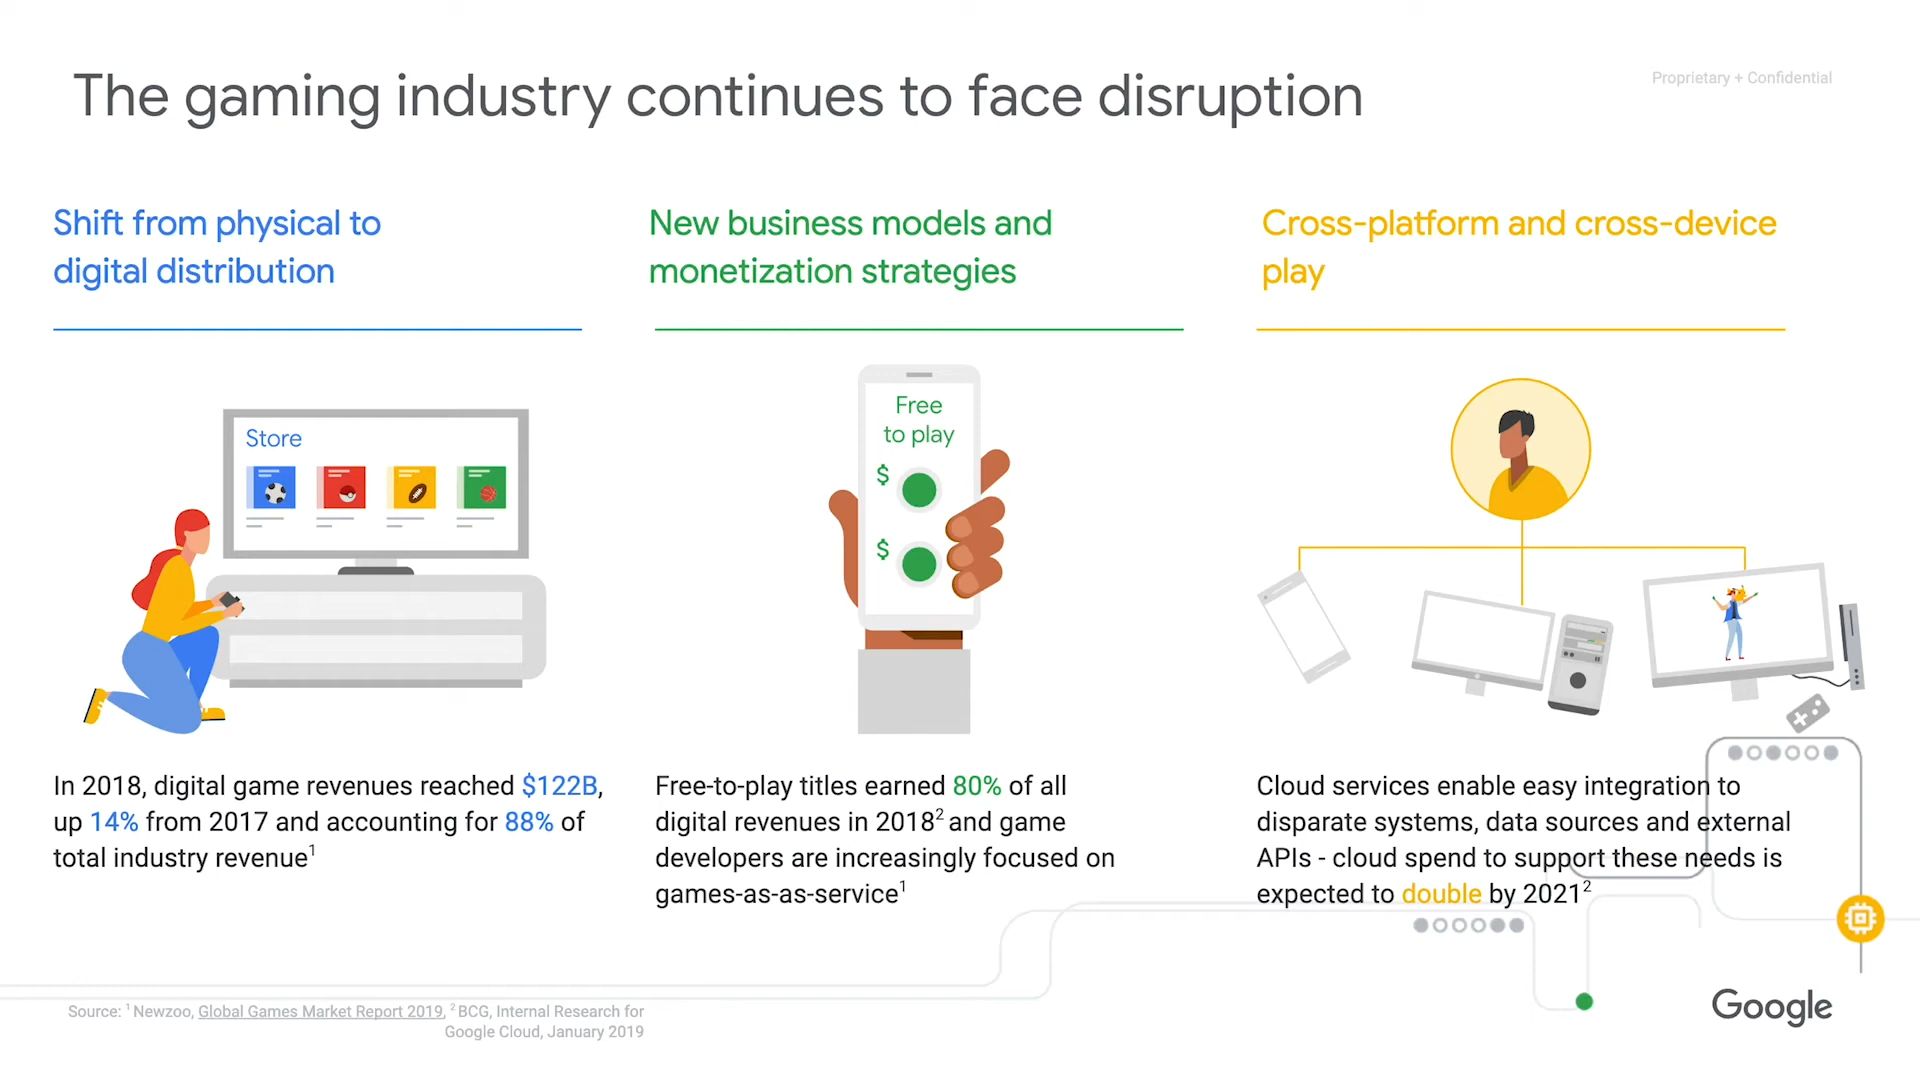 The gaming industry continues to face disruption
Proprietary + Confidential
Shift from physical to
digital distribution
Store
In 2018, digital game revenues reached $122B,
up 14% from 2017 and accounting for 88% of
total industry revenue¹
New business models and
monetization strategies
Free
to play
$
$
Free-to-play titles earned 80% of all
digital revenues in 2018² and game
developers are increasingly focused on
games-as-as-service¹
Cross-platform and cross-device
play
Cloud services enable easy integration to
disparate systems, data sources and external
APIs - cloud spend to support these needs is
expected to double by 2021²
Source: ¹ Newzoo, Global Games Market Report 2019, ² BCG, Internal Research for
Google Cloud, January 2019
Google